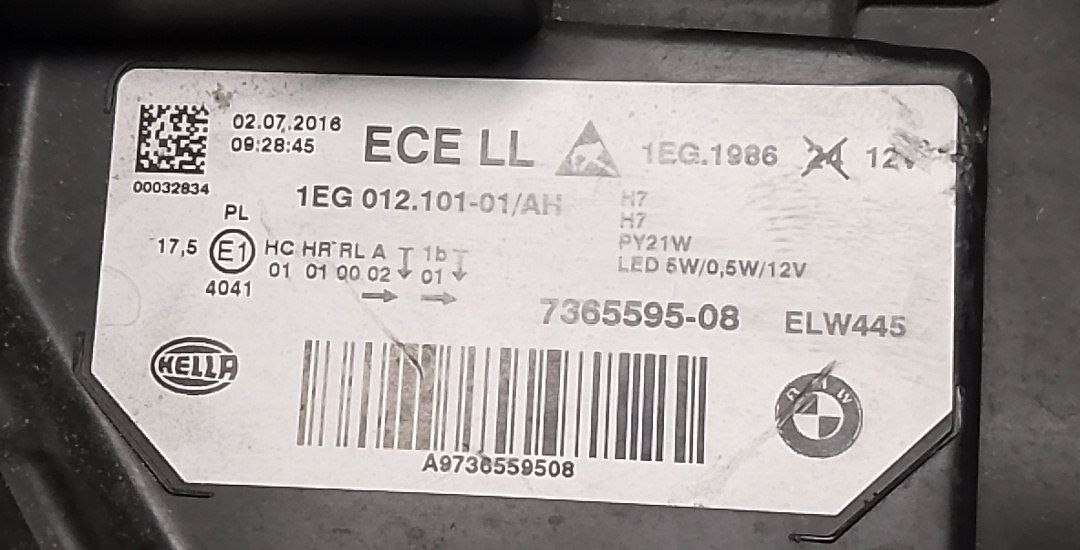 02.07.2016
09:28:45
00032834
ECE LL
1EG.1986 24 12V
1EG 012.101-01/AH
H7
H7
PY21W
LED 5W/0,5W/12V
PL
17,5 E1 HC HR RL A 1b
01 01 00 02 01
4041
7365595-08 ELW445
HELLA
A9736559508
BMW